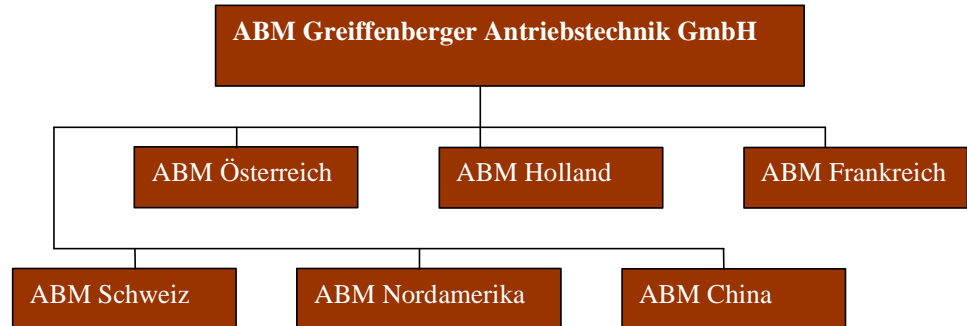 ABM Greiffenberger Antriebstechnik GmbH
ABM Österreich
ABM Holland
ABM Frankreich
ABM Schweiz
ABM Nordamerika
ABM China